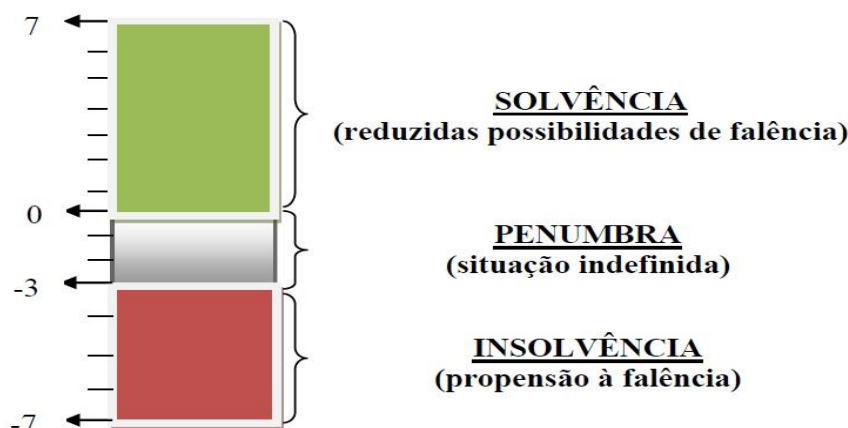 7
SOLVÊNCIA
(reduzidas possibilidades de falência)
0
PENUMBRA
(situação indefinida)
-3
INSOLVÊNCIA
(propensão à falência)
-7